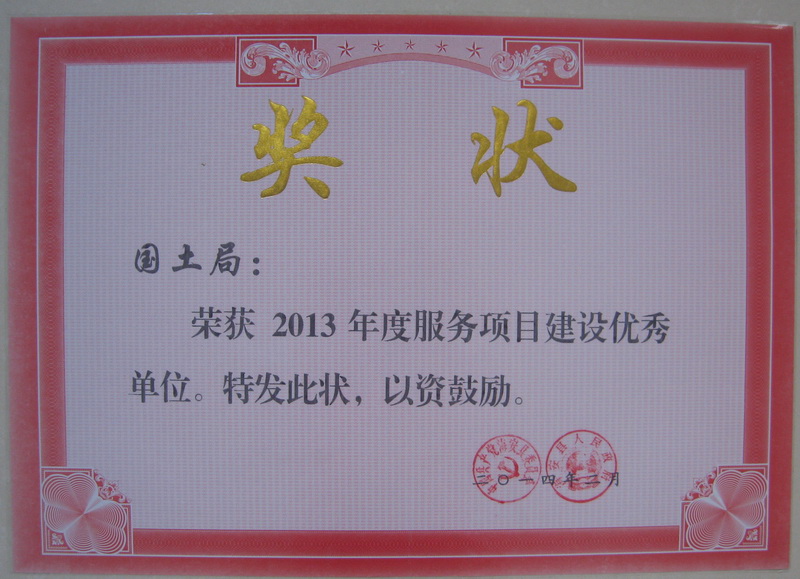 奖状
国土局：
荣获 2013 年度服务项目建设优秀
单位。特发此状，以资鼓励。
二〇一四年二月